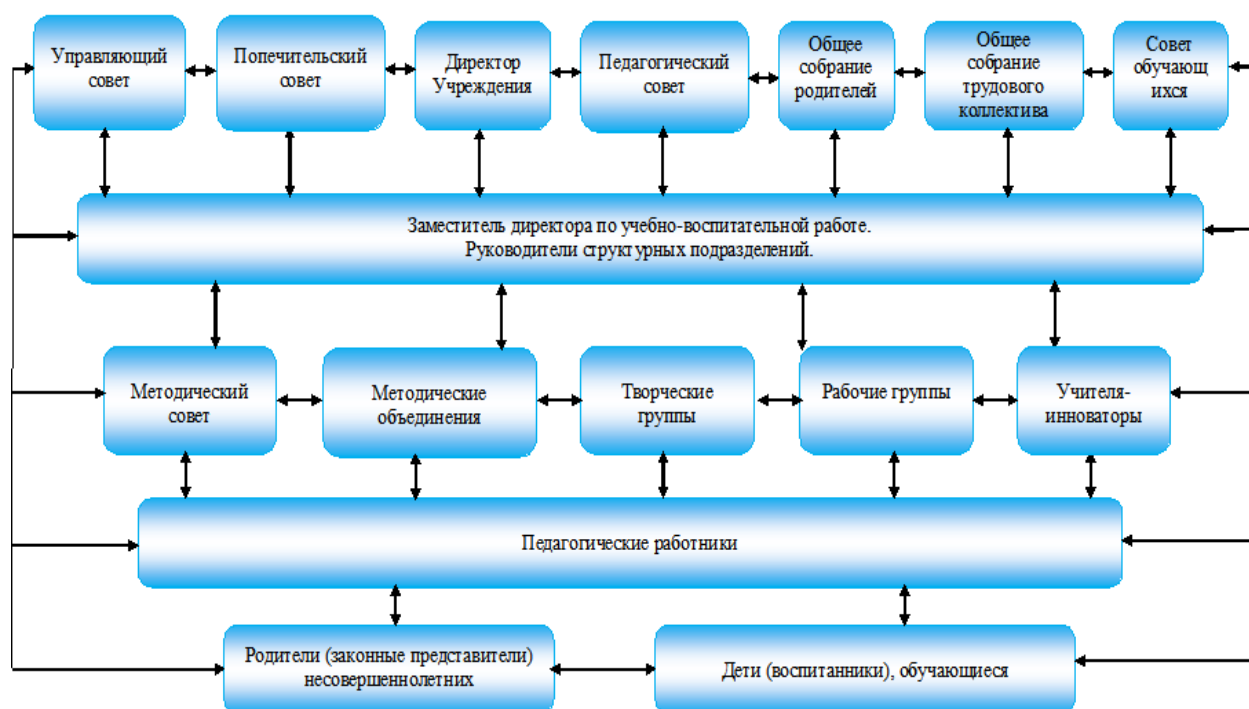 Управляющий
совет
Попечительский
совет
Директор
Учреждения
Педагогический
совет
Общее
собрание
родителей
Общее
собрание
трудового
коллектива
Совет
обучающ
ихся
Заместитель директора по учебно-воспитательной работе.
Руководители структурных подразделений.
Методический
совет
Методические
объединения
Творческие
группы
Рабочие группы
Учителя-
инноваторы
Педагогические работники
Родители (законные представители)
несовершеннолетних
Дети (воспитанники), обучающиеся